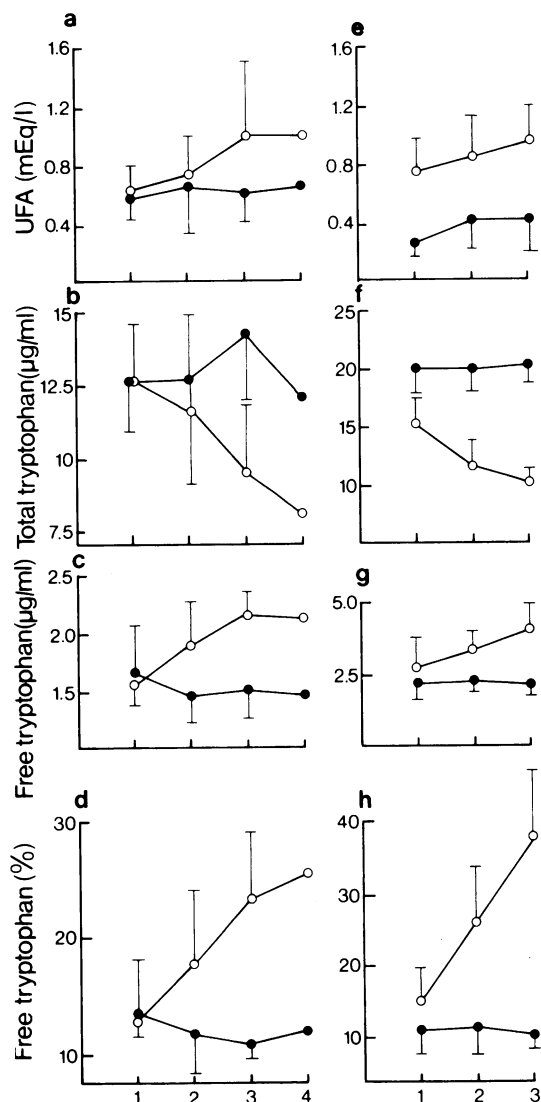 a
UFA (mEq/l)
1.6
1.2
0.8
0.4
e
1.6
1.2
0.8
0.4
b
Total tryptophan(µg/ml)
15
12.5
10
7.5
f
25
20
15
10
c
Free tryptophan(µg/ml)
2.5
2.0
1.5
g
5.0
2.5
d
Free tryptophan (%)
30
20
10
1 2 3 4
h
40
30
20
10
1 2 3